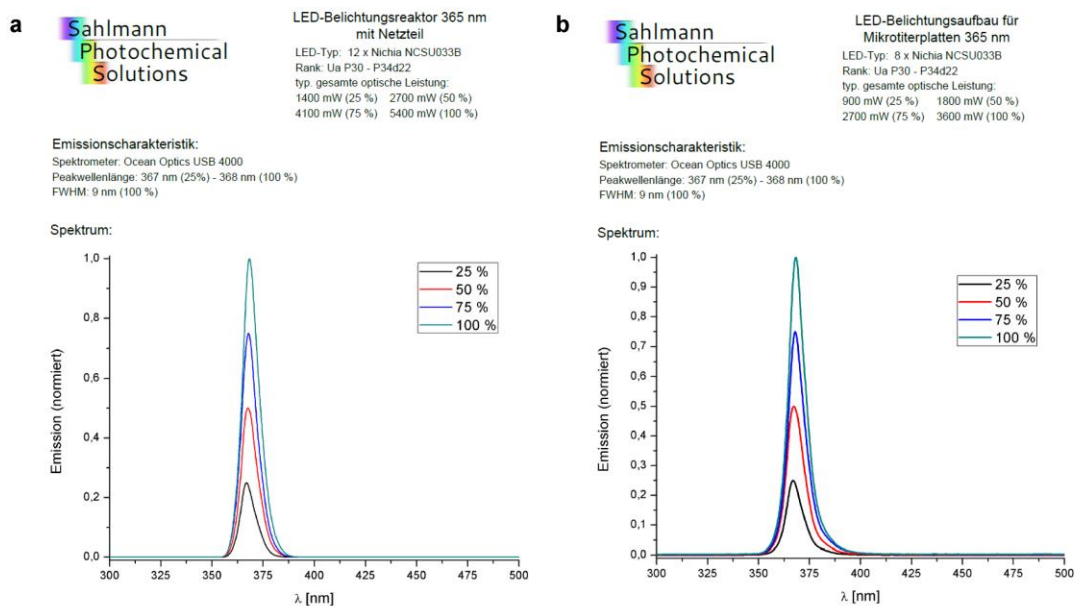 a
Sahlmann
Photochemical
Solutions
LED-Belichtungsreaktor 365 nm
mit Netzteil
LED-Typ: 12 x Nichia NCSU033B
Rank: Ua P30 - P34d22
typ. gesamte optische Leistung:
1400 mW (25 %) 2700 mW (50 %)
4100 mW (75 %) 5400 mW (100 %)
Emissionscharakteristik:
Spektrometer: Ocean Optics USB 4000
Peakwellenlänge: 367 nm (25%) - 368 nm (100 %)
FWHM: 9 nm (100 %)
Spektrum:
1,0
0,8
0,6
0,4
0,2
0,0
Emission (normiert)
25 %
50 %
75 %
100 %
300 325 350 375 400 425 450 475 500
λ [nm]
b
Sahlmann
Photochemical
Solutions
LED-Belichtungsaufbau für
Mikrotiterplatten 365 nm
LED-Typ: 8 x Nichia NCSU033B
Rank: Ua P30 - P34d22
typ. gesamte optische Leistung:
900 mW (25 %) 1800 mW (50 %)
2700 mW (75 %) 3600 mW (100 %)
Emissionscharakteristik:
Spektrometer: Ocean Optics USB 4000
Peakwellenlänge: 367 nm (25%) - 368 nm (100 %)
FWHM: 9 nm (100 %)
Spektrum:
1,0
0,9
0,8
0,7
0,6
0,5
0,4
0,3
0,2
0,1
0,0
Emission (normiert)
25 %
50 %
75 %
100 %
300 325 350 375 400 425 450 475 500
λ [nm]